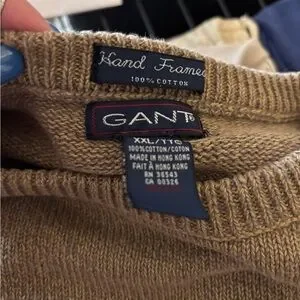 Hand Framed
100% COTTON
GANT®
XXL/TTG
100% COTTON/COTON
MADE IN HONG KONG
FAIT À HONG KONG
RN 36543
CA 00326